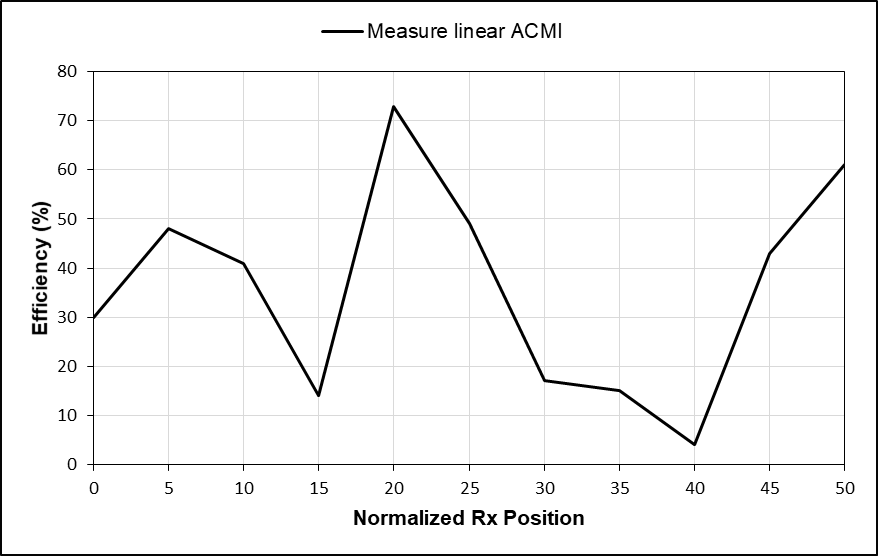 Measure linear ACMI
80
70
60
50
40
30
20
10
0
Efficiency (%)
0 5 10 15 20 25 30 35 40 45 50
Normalized Rx Position